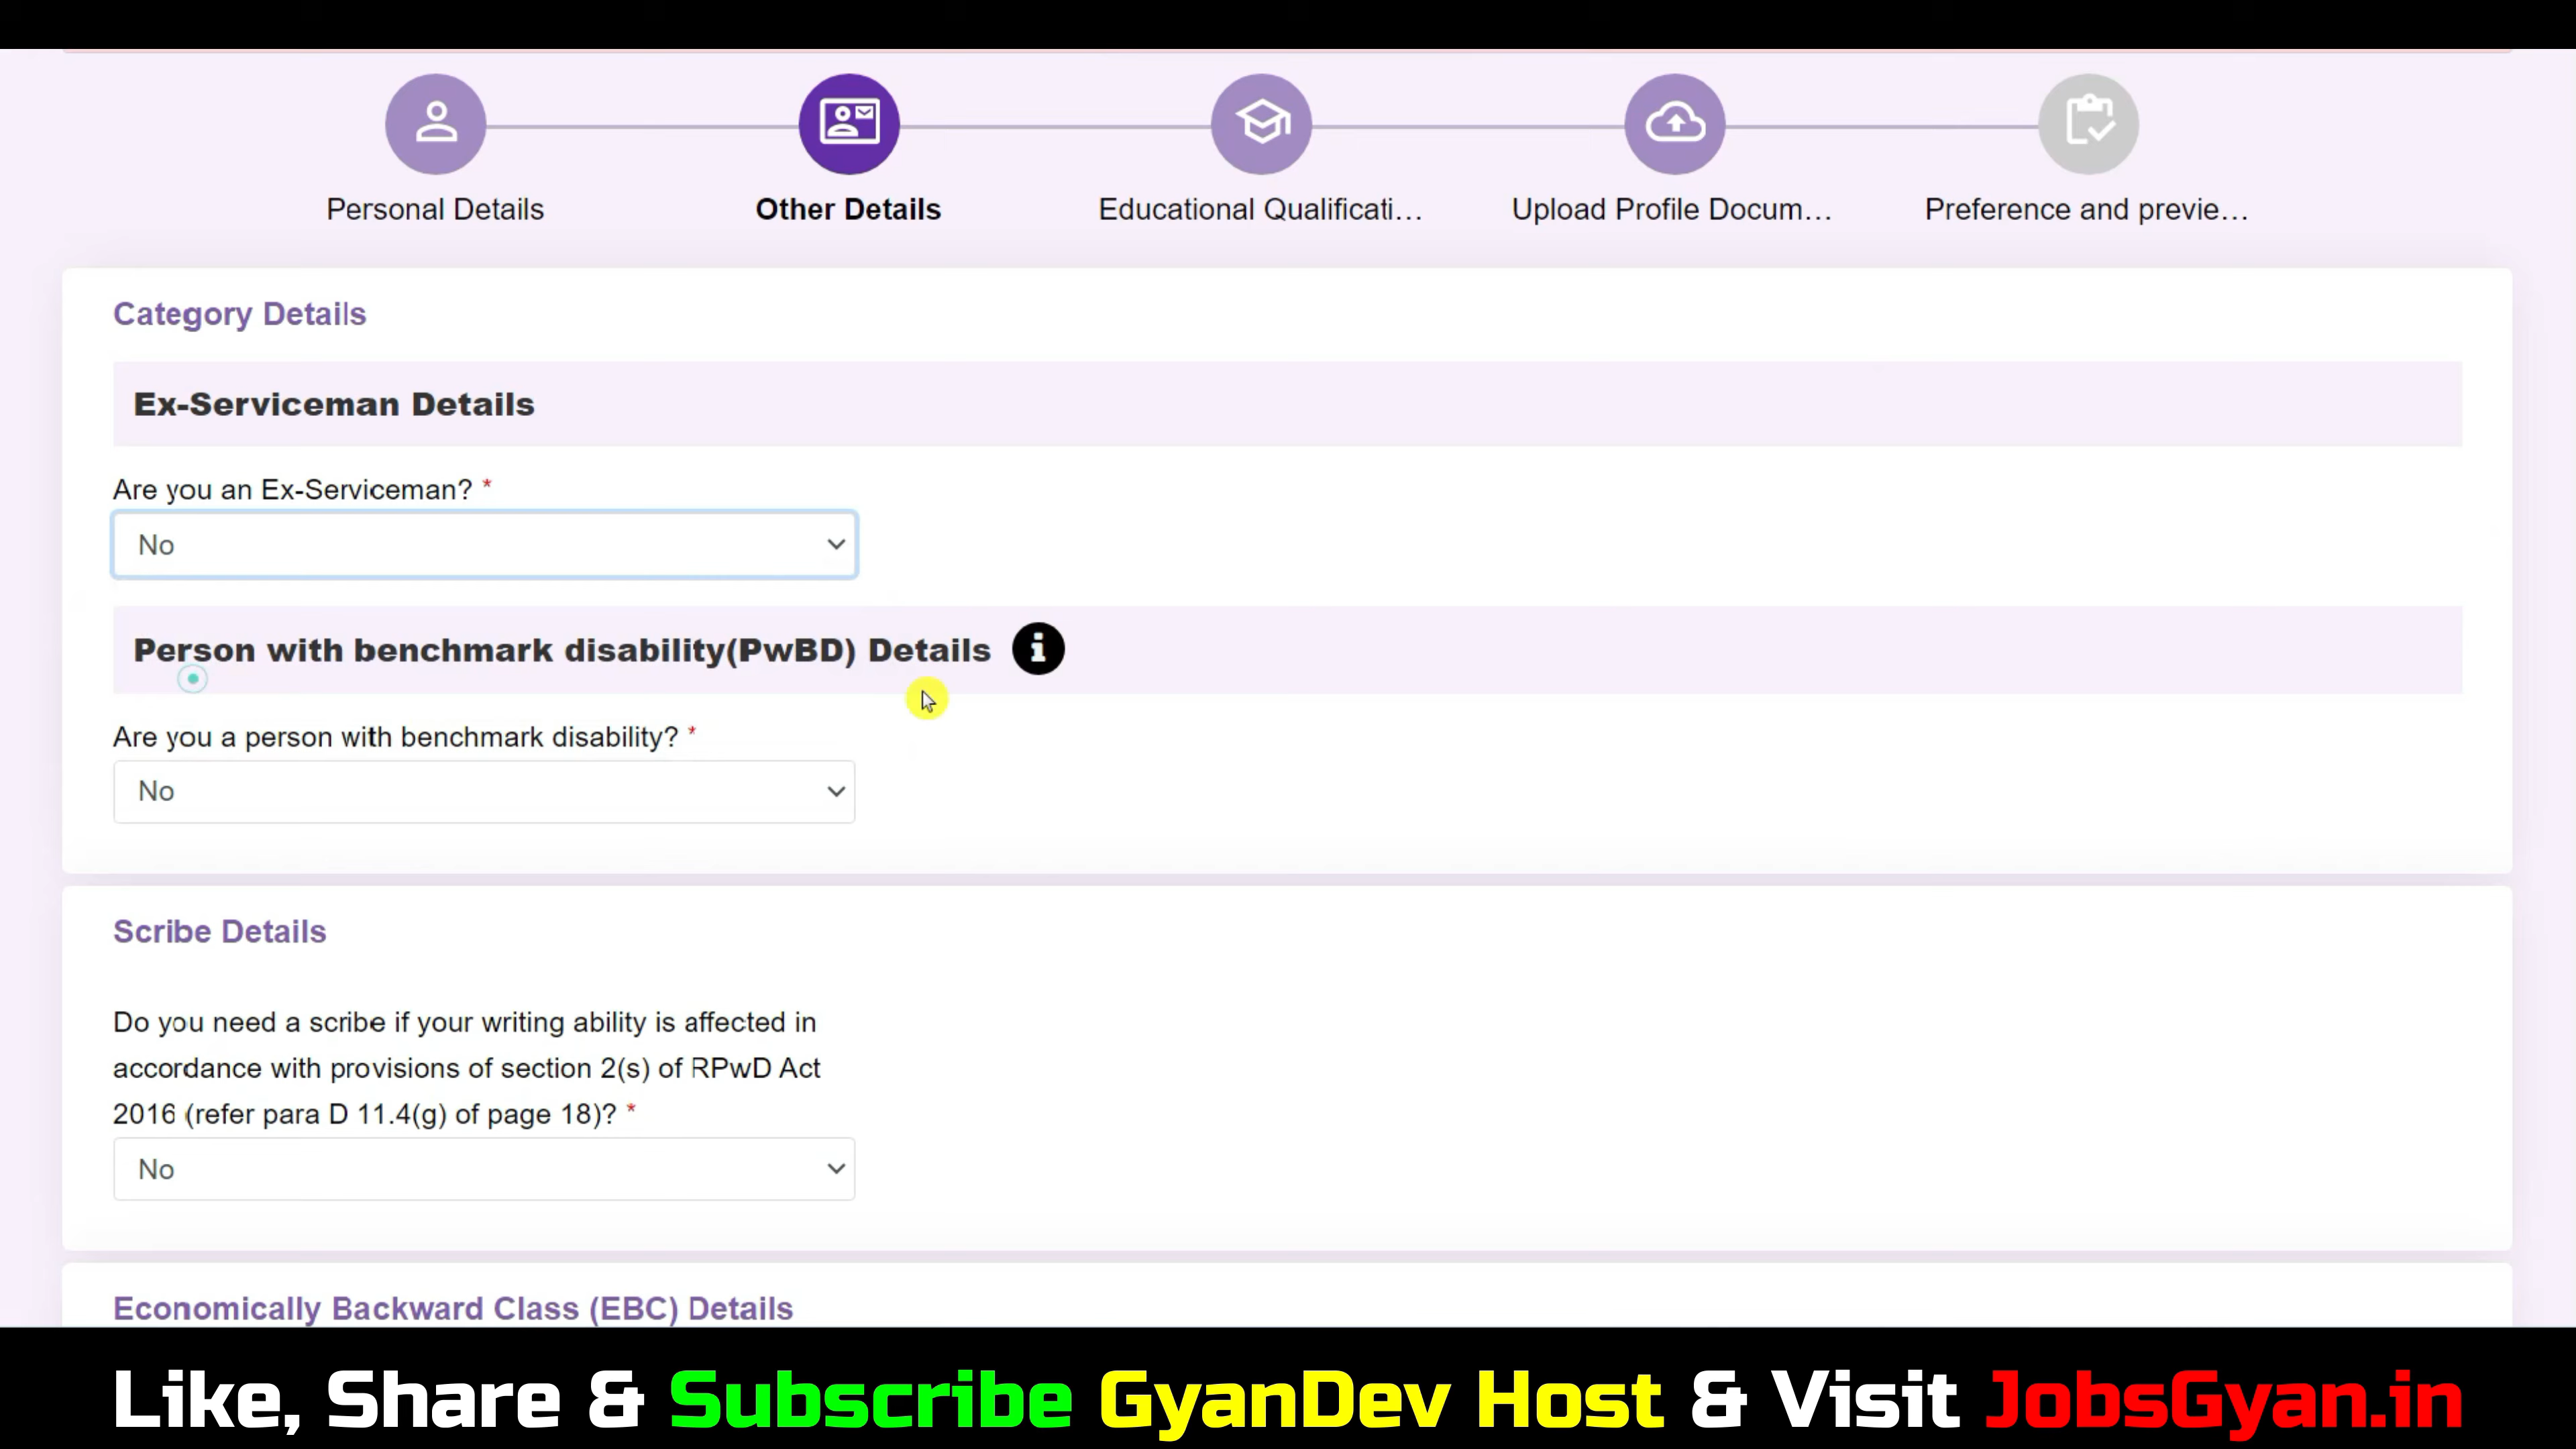 Personal Details
Other Details
Educational Qualificati...
Upload Profile Docum...
Preference and previe...
Category Details
Ex-Serviceman Details
Are you an Ex-Serviceman? *
No
Person with benchmark disability(PwBD) Details
Are you a person with benchmark disability? *
No
Scribe Details
Do you need a scribe if your writing ability is affected in
accordance with provisions of section 2(s) of RPwD Act
2016 (refer para D 11.4(g) of page 18)? *
No
Economically Backward Class (EBC) Details
Like, Share & Subscribe GyanDev Host & Visit JobsGyan.in